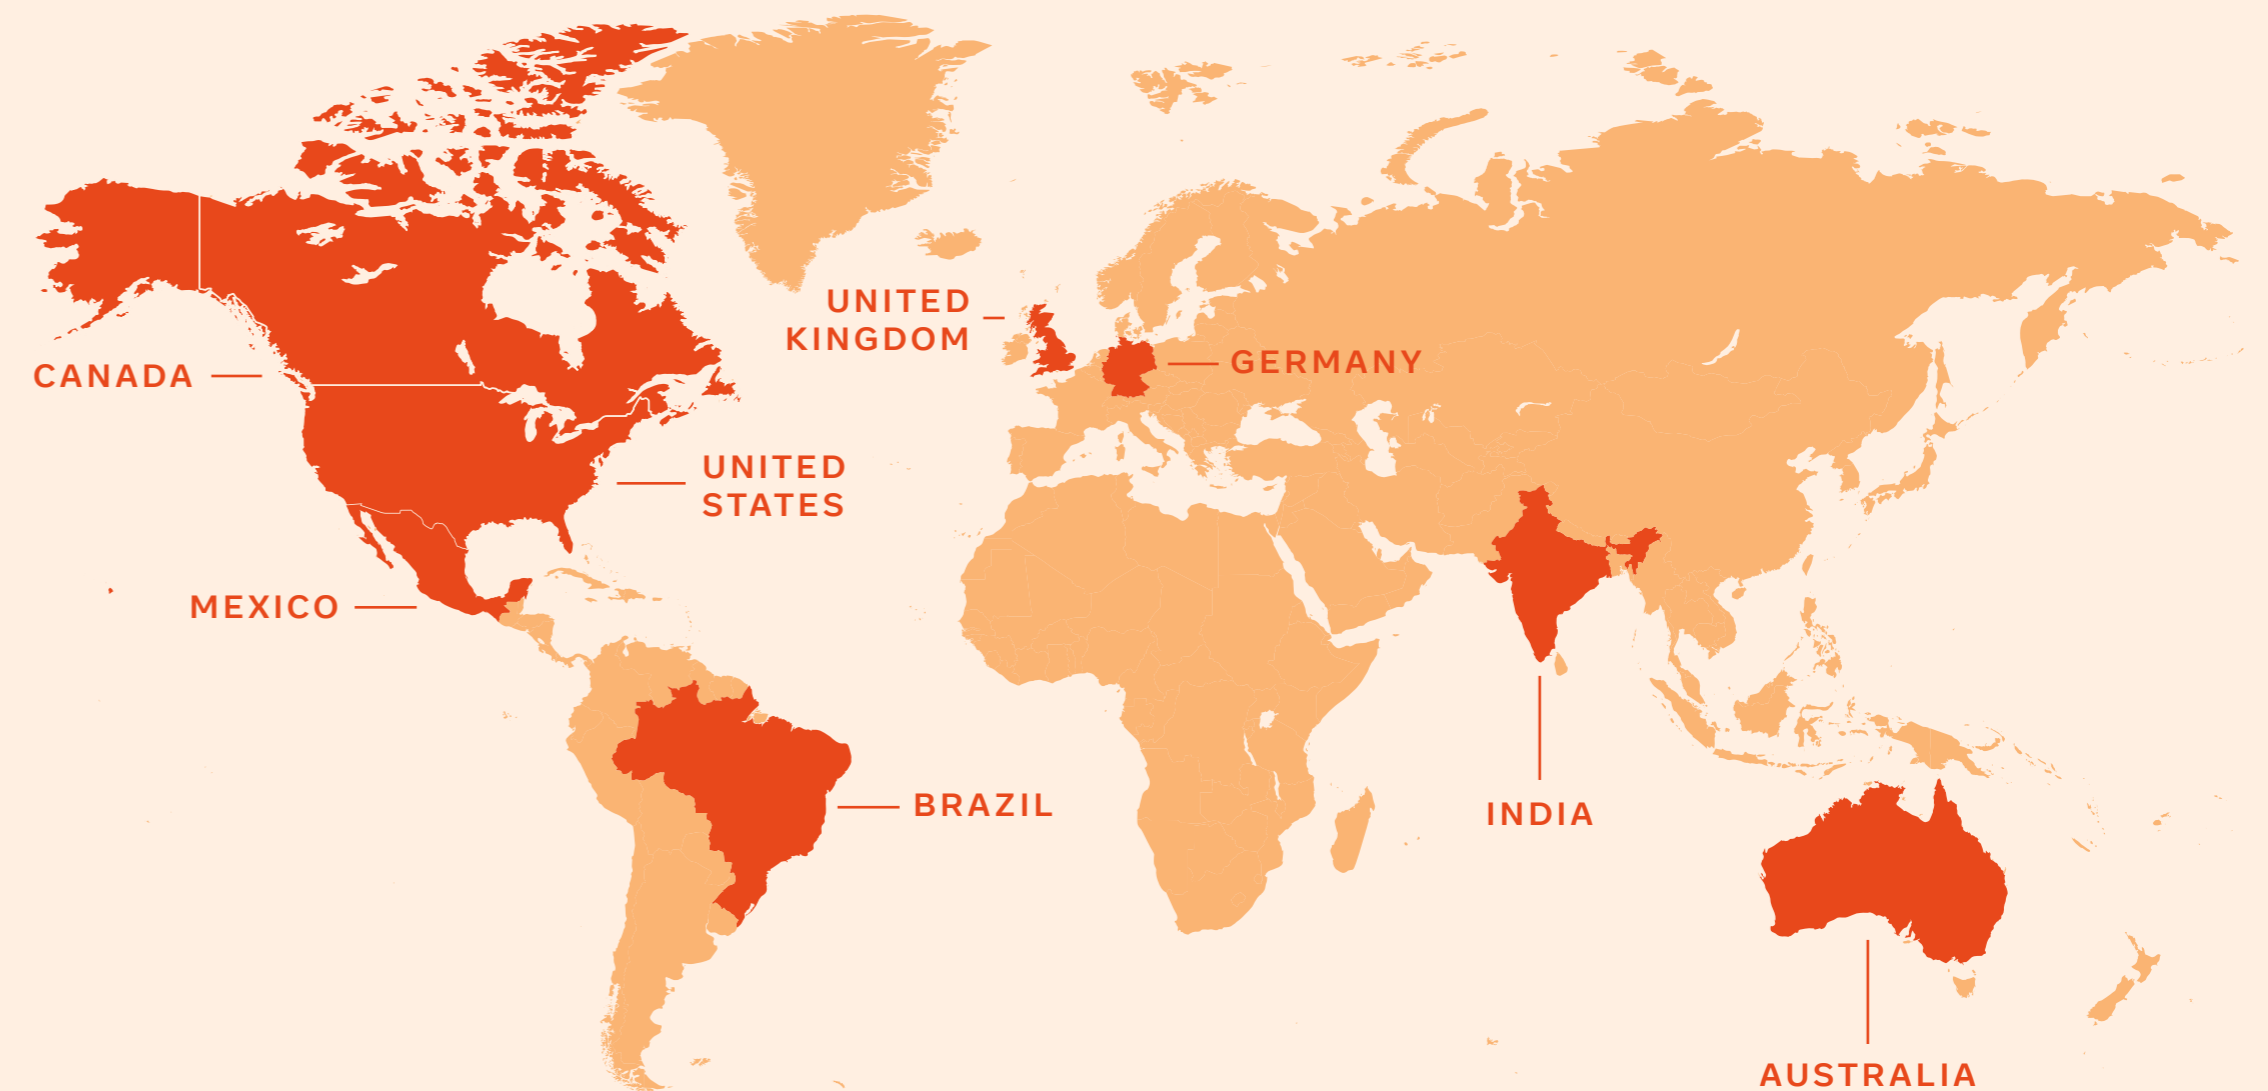 UNITED
KINGDOM
GERMANY
CANADA
UNITED
STATES
MEXICO
BRAZIL
INDIA
AUSTRALIA